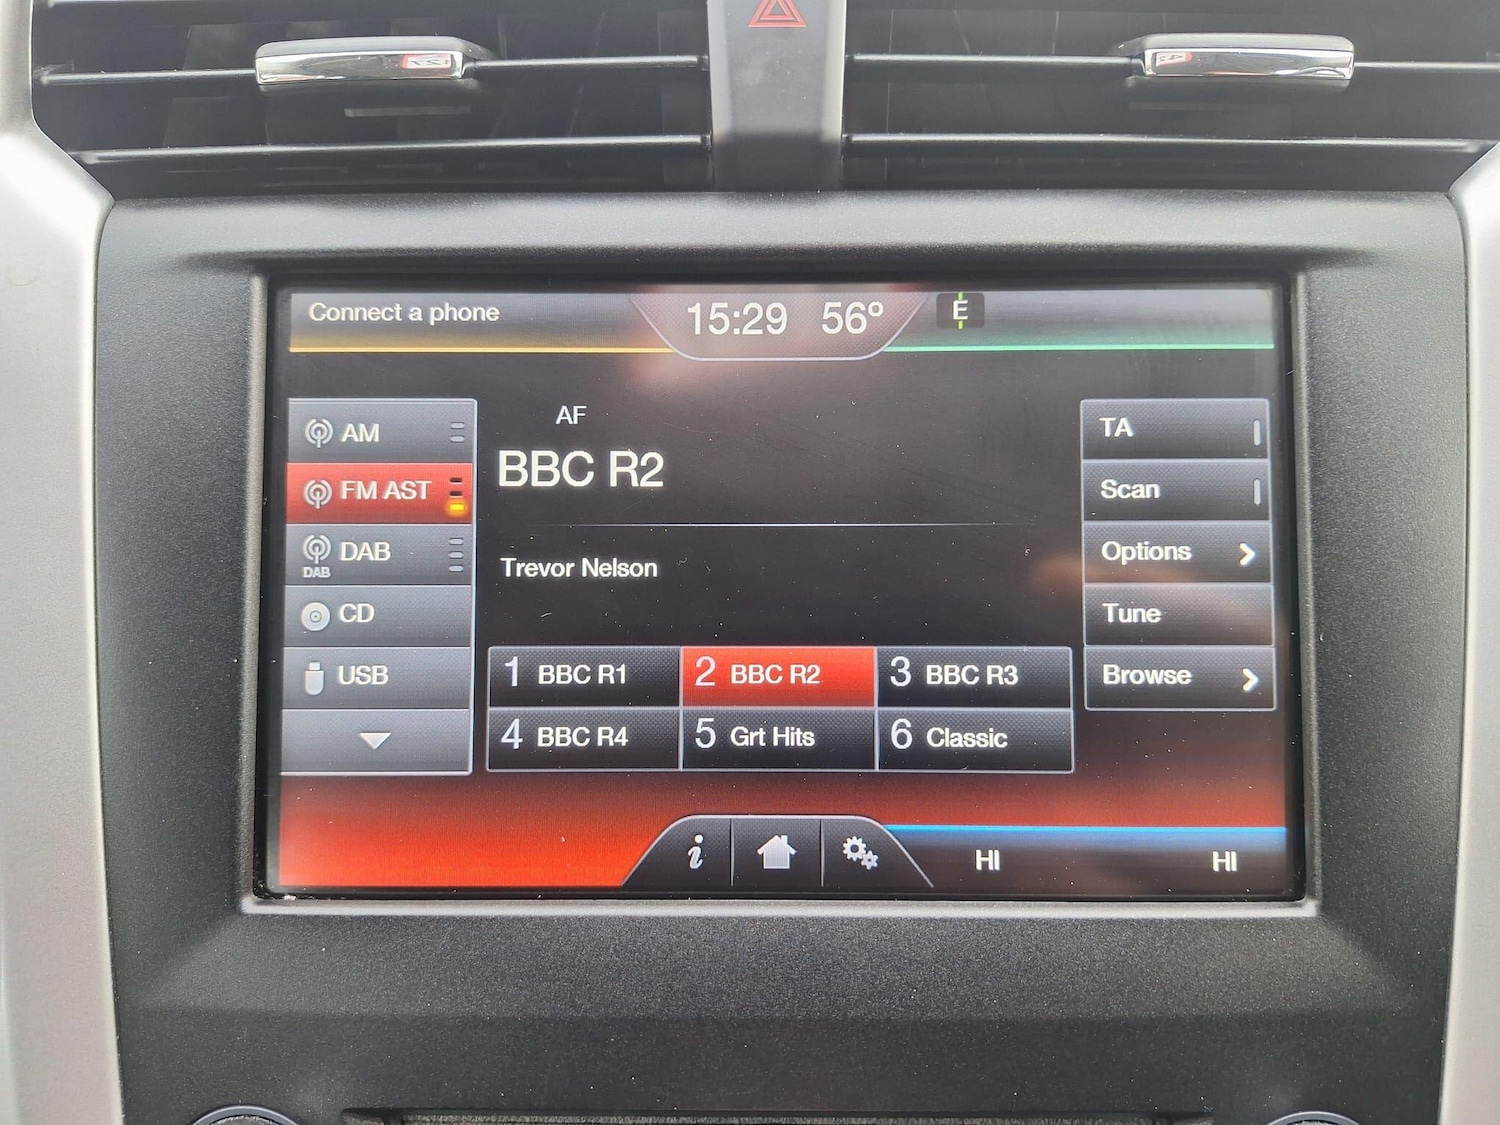 Connect a phone
15:29 56º
E
AM
FM AST
DAB
DAB
CD
USB
AF
BBC R2
Trevor Nelson
1 BBC R1
2 BBC R2
3 BBC R3
4 BBC R4
5 Grt Hits
6 Classic
TA
Scan
Options
Tune
Browse
i
HI
HI